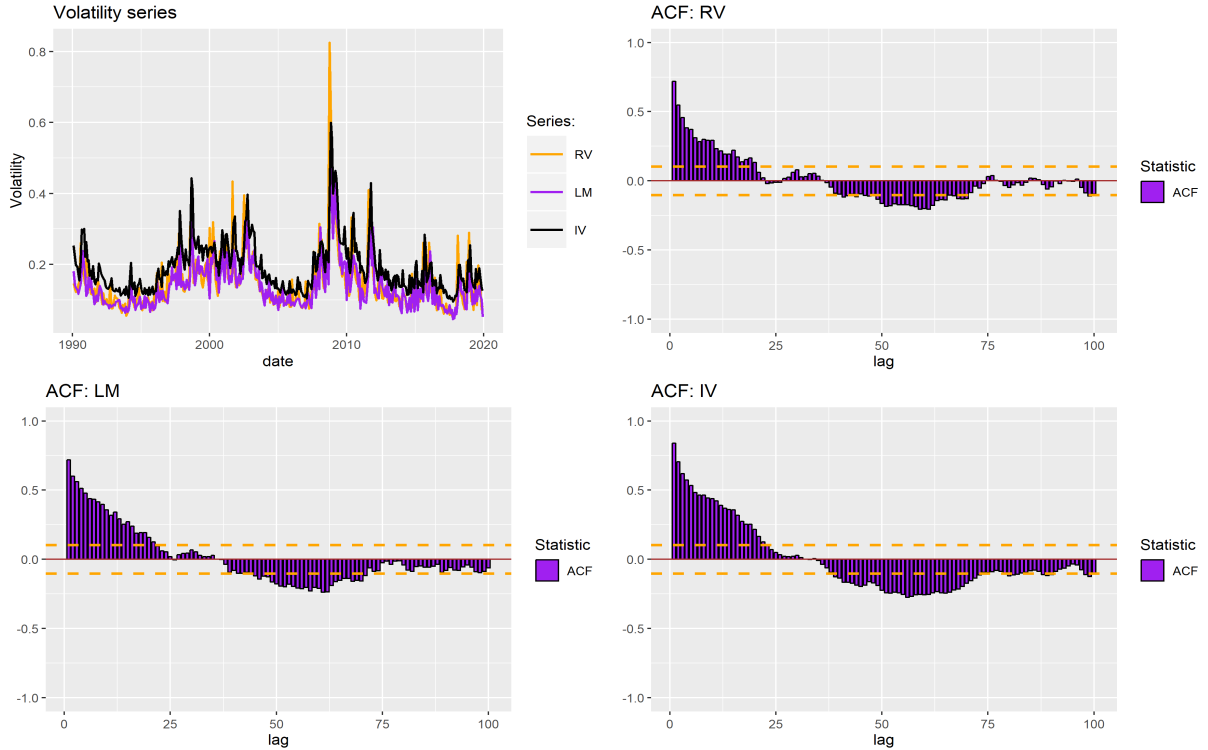 Volatility series
Volatility
0.8
0.6
0.4
0.2
1990
2000
2010
2020
date
Series:
RV
LM
IV
ACF: RV
1.0
0.5
0.0
-0.5
-1.0
0
25
50
75
100
lag
Statistic
ACF
ACF: LM
1.0
0.5
0.0
-0.5
-1.0
0
25
50
75
100
lag
Statistic
ACF
ACF: IV
1.0
0.5
0.0
-0.5
-1.0
0
25
50
75
100
lag
Statistic
ACF